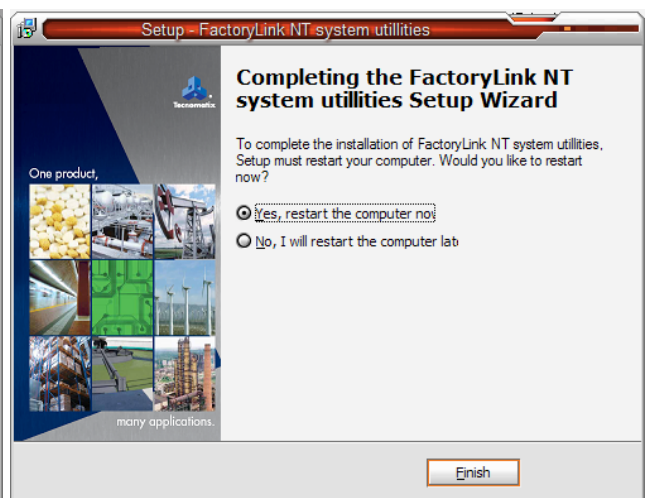 Setup - FactoryLink NT system utillities
Completing the FactoryLink NT
system utillities Setup Wizard
Tecnomatix
To complete the installation of FactoryLink NT system utillities,
Setup must restart your computer. Would you like to restart
now?
One product,
Yes, restart the computer now
No, I will restart the computer lat
many applications.
Finish